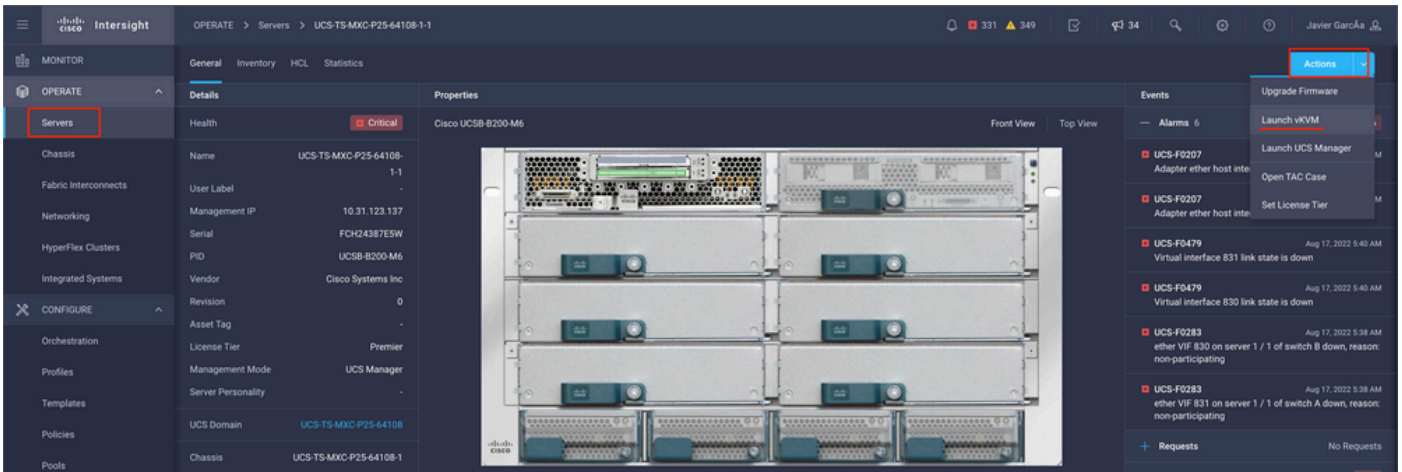 cisco Intersight
OPERATE > Servers > UCS-TS-MXC-P25-64108-1-1
331 349
34
Javier GarcÃa
MONITOR
OPERATE
Servers
Chassis
Fabric Interconnects
Networking
HyperFlex Clusters
Integrated Systems
CONFIGURE
Orchestration
Profiles
Templates
Policies
Pools
General Inventory HCL Statistics
Actions
Upgrade Firmware
Launch vKVM
Launch UCS Manager
Open TAC Case
Set License Tier
Details
Health Critical
Name UCS-TS-MXC-P25-64108-
1-1
User Label -
Management IP 10.31.123.137
Serial FCH24387E5W
PID UCSB-B200-M6
Vendor Cisco Systems Inc
Revision 0
Asset Tag -
License Tier Premier
Management Mode UCS Manager
Server Personality -
UCS Domain UCS-TS-MXC-P25-64108
Chassis UCS-TS-MXC-P25-64108-1
Properties
Cisco UCSB-B200-M6 Front View Top View
cisco
Events
Alarms 6
UCS-F0207 M
Adapter ether host inte
UCS-F0207 M
Adapter ether host inte
UCS-F0479 Aug 17, 2022 5:40 AM
Virtual interface 831 link state is down
UCS-F0479 Aug 17, 2022 5:40 AM
Virtual interface 830 link state is down
UCS-F0283 Aug 17, 2022 5:38 AM
ether VIF 830 on server 1 / 1 of switch B down, reason:
non-participating
UCS-F0283 Aug 17, 2022 5:38 AM
ether VIF 831 on server 1 / 1 of switch A down, reason:
non-participating
Requests No Requests